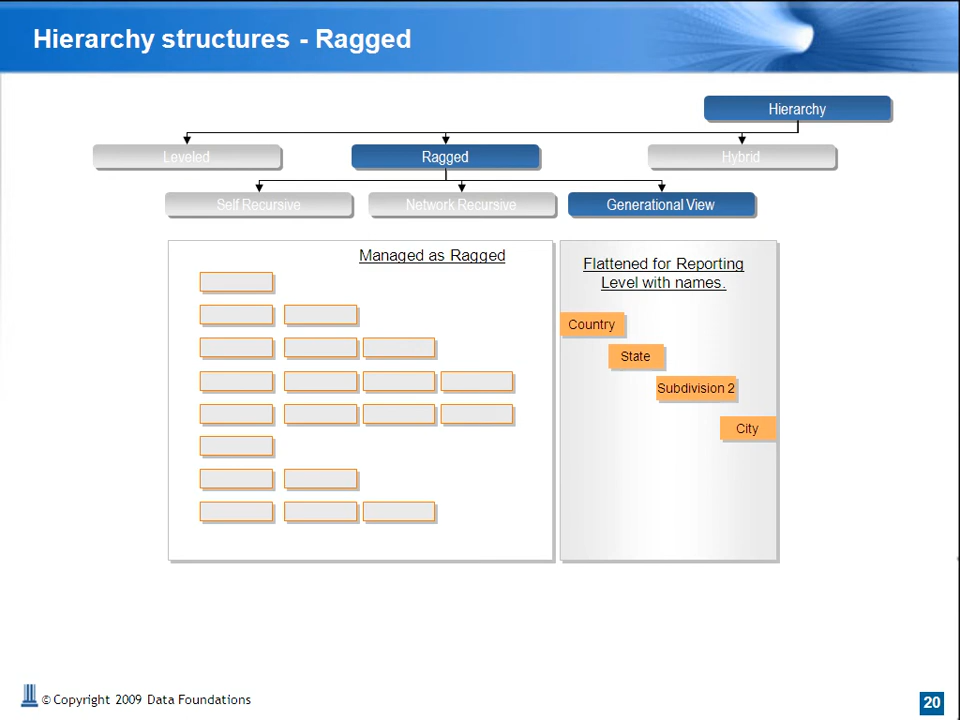 Hierarchy structures - Ragged
Hierarchy
Leveled
Ragged
Hybrid
Self Recursive
Network Recursive
Generational View
Managed as Ragged
Flattened for Reporting
Level with names.
Country
State
Subdivision 2
City
© Copyright 2009 Data Foundations
20